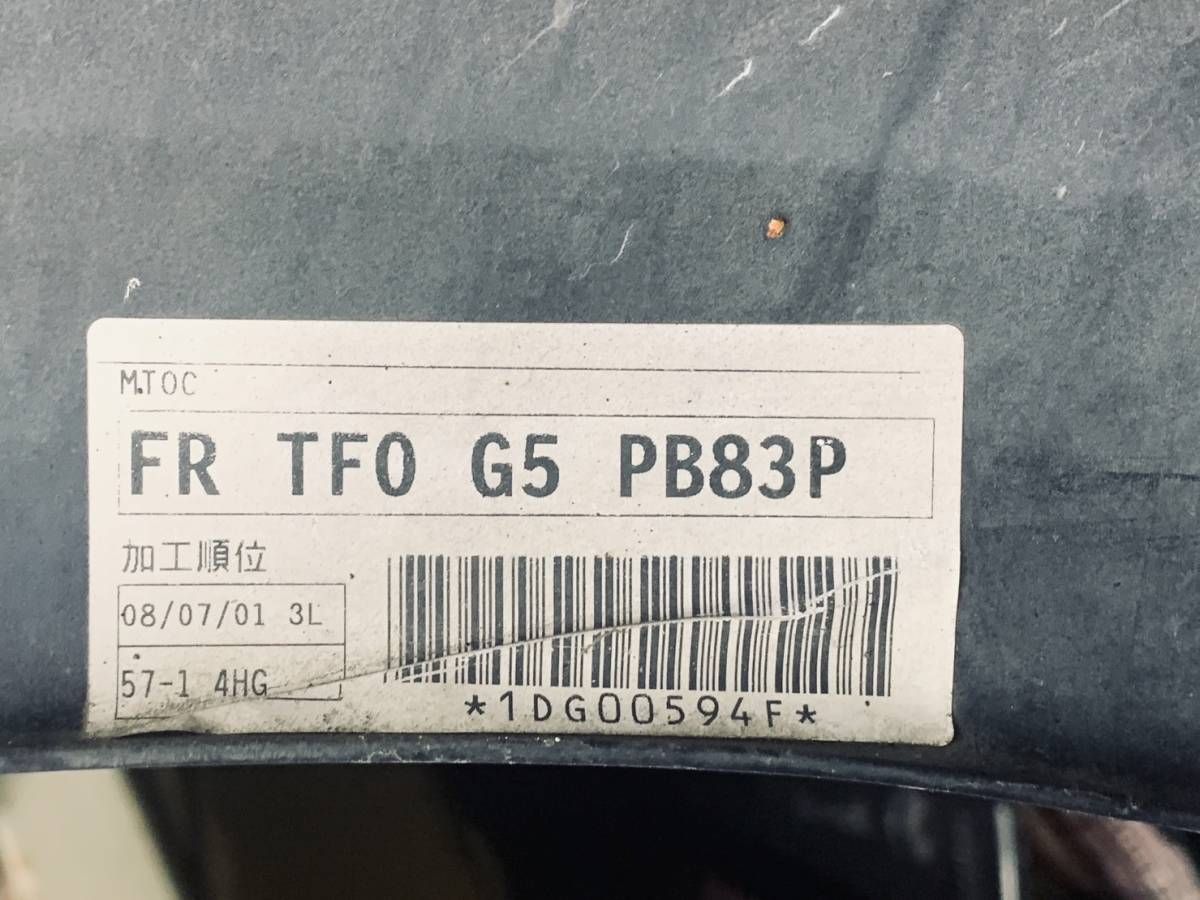 M.TOC
FR TF0 G5 PB83P
加工順位
08/07/01 3L
57-1 4HG
*1DG00594F*